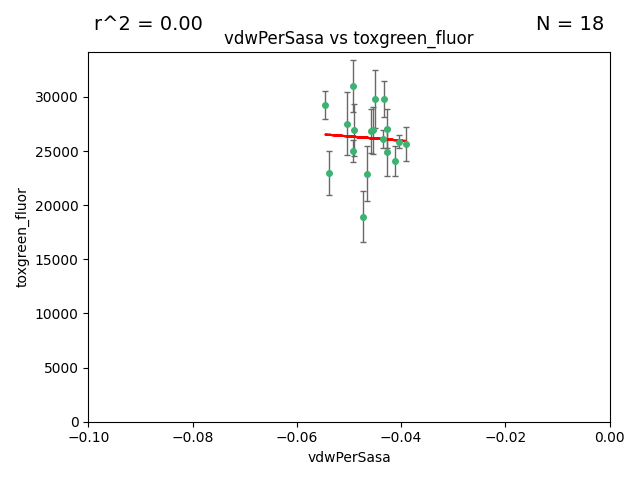 r^2 = 0.00
N = 18
vdwPerSasa vs toxgreen_fluor
30000
25000
20000
15000
10000
5000
0
toxgreen_fluor
−0.10
−0.08
−0.06
−0.04
−0.02
0.00
vdwPerSasa